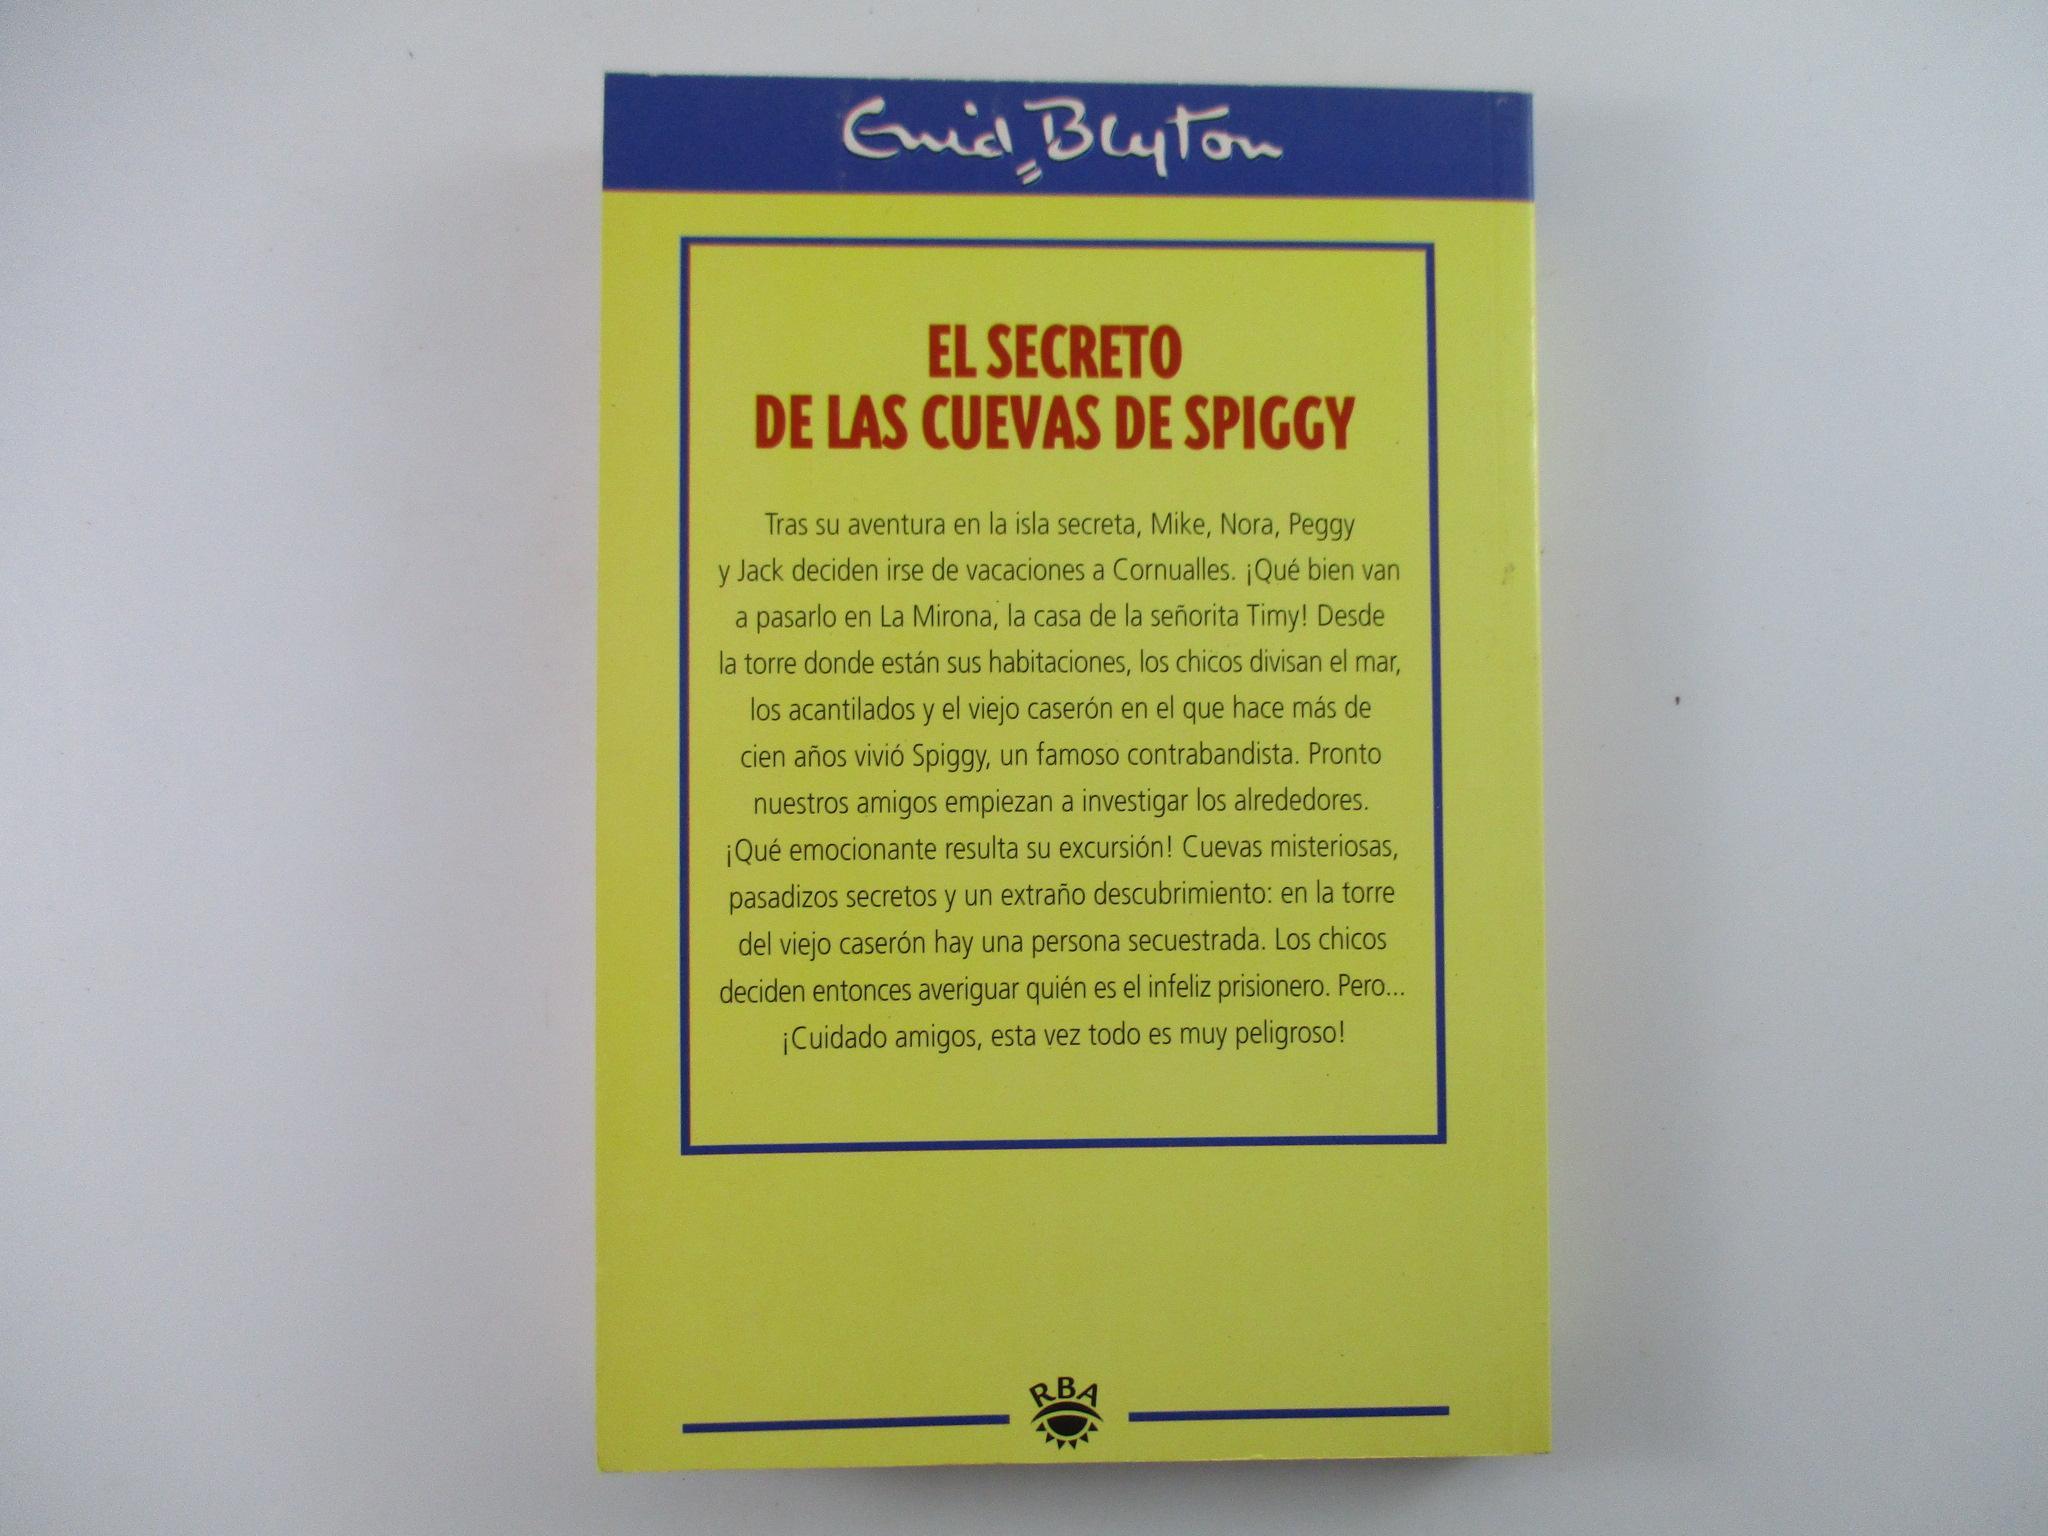 Enid Blyton
EL SECRETO
DE LAS CUEVAS DE SPIGGY
Tras su aventura en la isla secreta, Mike, Nora, Peggy
y Jack deciden irse de vacaciones a Cornualles. ¡Qué bien van
a pasarlo en La Mirona, la casa de la señorita Timy! Desde
la torre donde están sus habitaciones, los chicos divisan el mar,
los acantilados y el viejo caserón en el que hace más de
cien años vivió Spiggy, un famoso contrabandista. Pronto
nuestros amigos empiezan a investigar los alrededores.
¡Qué emocionante resulta su excursión! Cuevas misteriosas,
pasadizos secretos y un extraño descubrimiento: en la torre
del viejo caserón hay una persona secuestrada. Los chicos
deciden entonces averiguar quién es el infeliz prisionero. Pero...
¡Cuidado amigos, esta vez todo es muy peligroso!
RBA